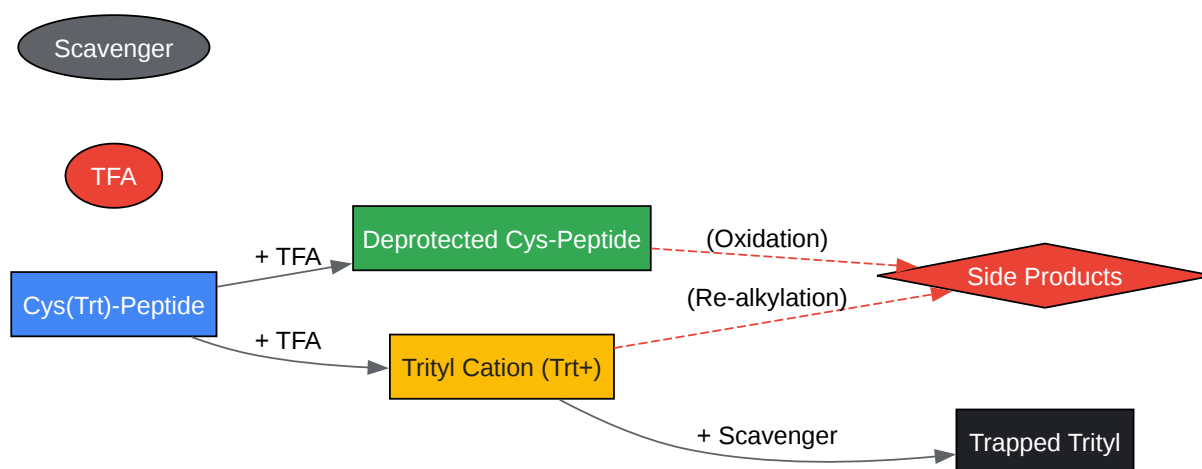 Scavenger
TFA
+ TFA
Deprotected Cys-Peptide
(Oxidation)
Side Products
Cys(Trt)-Peptide
(Re-alkylation)
+ TFA
Trityl Cation (Trt+)
+ Scavenger
Trapped Trityl